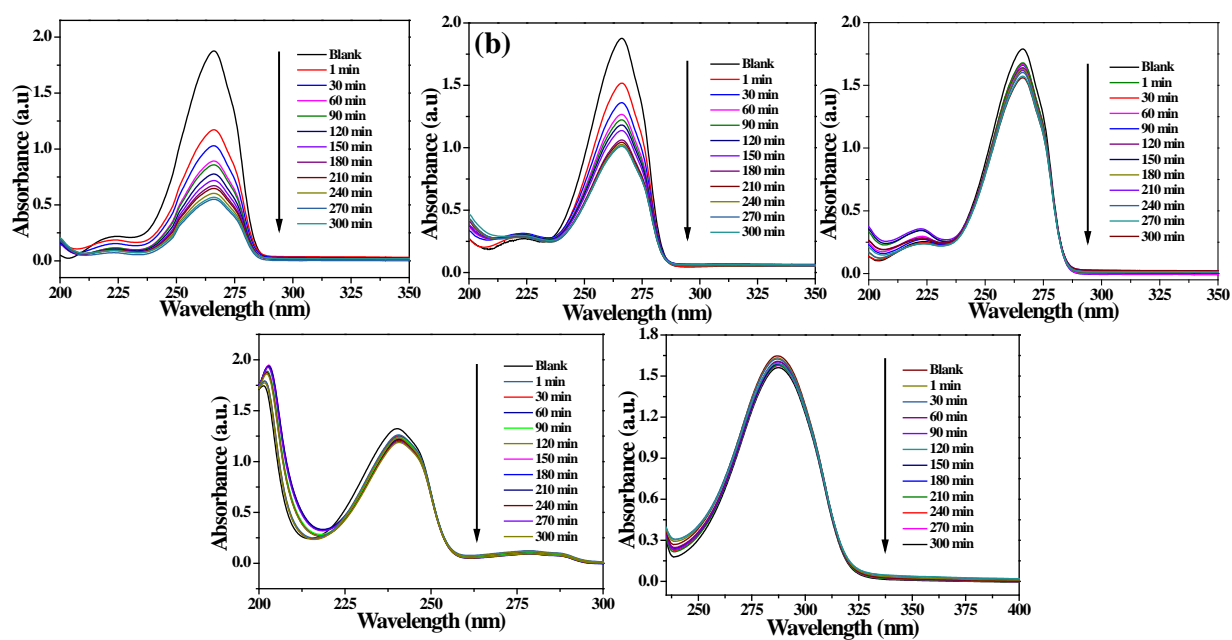 (b)
Absorbance (a.u)
2.0
1.5
1.0
0.5
0.0
200 225 250 275 300 325 350
Wavelength (nm)
Blank
1 min
30 min
60 min
90 min
120 min
150 min
180 min
210 min
240 min
270 min
300 min
Absorbance (a.u)
2.0
1.5
1.0
0.5
0.0
200 225 250 275 300 325 350
Wavelength (nm)
Blank
1 min
30 min
60 min
90 min
120 min
150 min
180 min
210 min
240 min
270 min
300 min
Absorbance (a.u)
2.0
1.5
1.0
0.5
0.0
200 225 250 275 300 325 350
Wavelength (nm)
Blank
1 min
30 min
60 min
90 min
120 min
150 min
180 min
210 min
240 min
270 min
300 min
Absorbance (a.u.)
2.0
1.5
1.0
0.5
0.0
200 225 250 275 300
Wavelength (nm)
Blank
1 min
30 min
60 min
90 min
120 min
150 min
180 min
210 min
240 min
270 min
300 min
Absorbance (a.u.)
1.8
1.5
1.2
0.9
0.6
0.3
0.0
250 275 300 325 350 375 400
Wavelength (nm)
Blank
1 min
30 min
60 min
90 min
120 min
150 min
180 min
210 min
240 min
270 min
300 min